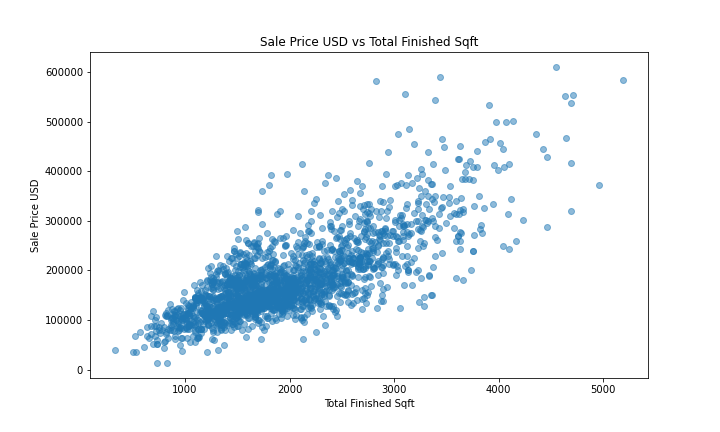 Sale Price USD vs Total Finished Sqft
600000
500000
400000
300000
200000
100000
0
Sale Price USD
1000 2000 3000 4000 5000
Total Finished Sqft